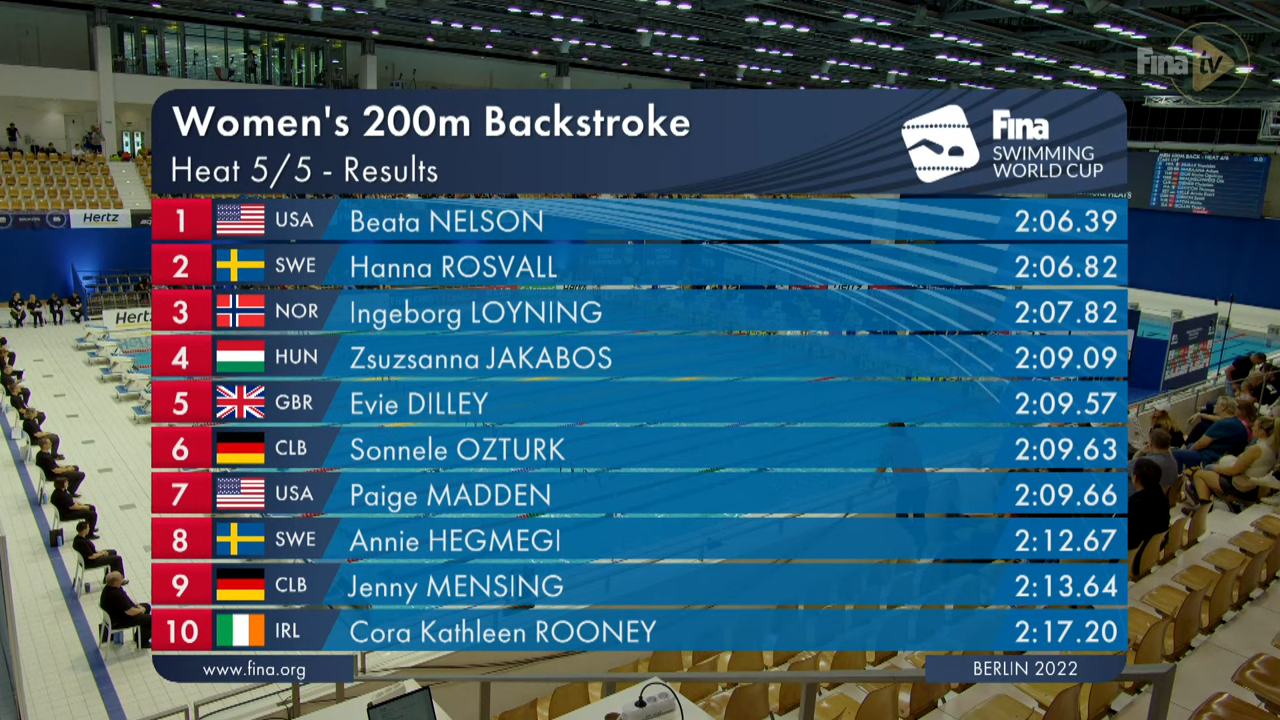 Fina tv
Women's 200m Backstroke
Heat 5/5 - Results
Fina
SWIMMING
WORLD CUP
1 USA Beata NELSON 2:06.39
2 SWE Hanna ROSVALL 2:06.82
3 NOR Ingeborg LOYNING 2:07.82
4 HUN Zsuzsanna JAKABOS 2:09.09
5 GBR Evie DILLEY 2:09.57
6 CLB Sonnele OZTURK 2:09.63
7 USA Paige MADDEN 2:09.66
8 SWE Annie HEGMEGI 2:12.67
9 CLB Jenny MENSING 2:13.64
10 IRL Cora Kathleen ROONEY 2:17.20
www.fina.org
BERLIN 2022
Hertz